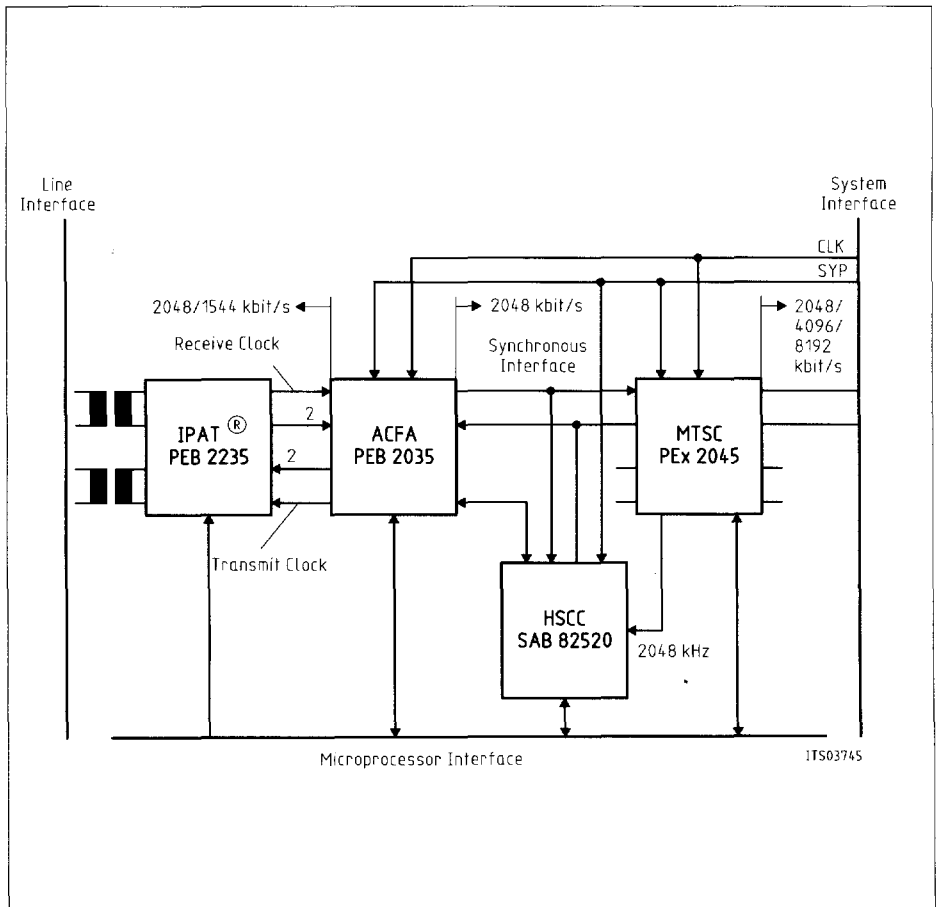 Line
Interface
System
Interface
CLK
SYP
2048/1544 kbit/s
2048 kbit/s
2048/
4096/
8192
kbit/s
Receive Clock
Synchronous
Interface
2
2
IPAT ®
PEB 2235
ACFA
PEB 2035
MTSC
PEx 2045
Transmit Clock
HSCC
SAB 82520
2048 kHz
Microprocessor Interface
ITS03745